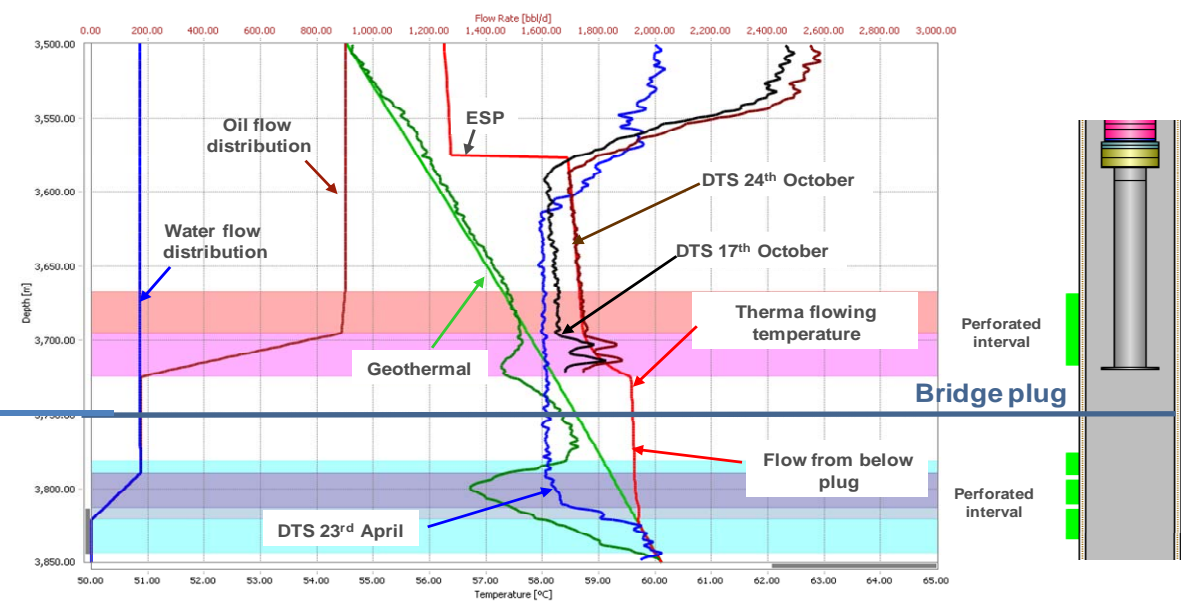 Flow Rate [bbl/d]
0.00 200.00 400.00 600.00 800.00 1,000.00 1,200.00 1,400.00 1,600.00 1,800.00 2,000.00 2,200.00 2,400.00 2,600.00 2,800.00 3,000.00
3,500.00
3,550.00
ESP
Oil flow
distribution
DTS 24th October
3,600.00
Water flow
distribution
DTS 17th October
3,650.00
Therma flowing
temperature
Perforated
interval
3,700.00
Geothermal
Bridge plug
3,750.00
Flow from below
plug
3,800.00
Perforated
interval
DTS 23rd April
3,850.00
50.00 51.00 52.00 53.00 54.00 55.00 56.00 57.00 58.00 59.00 60.00 61.00 62.00 63.00 64.00 65.00
Temperature [ºC]